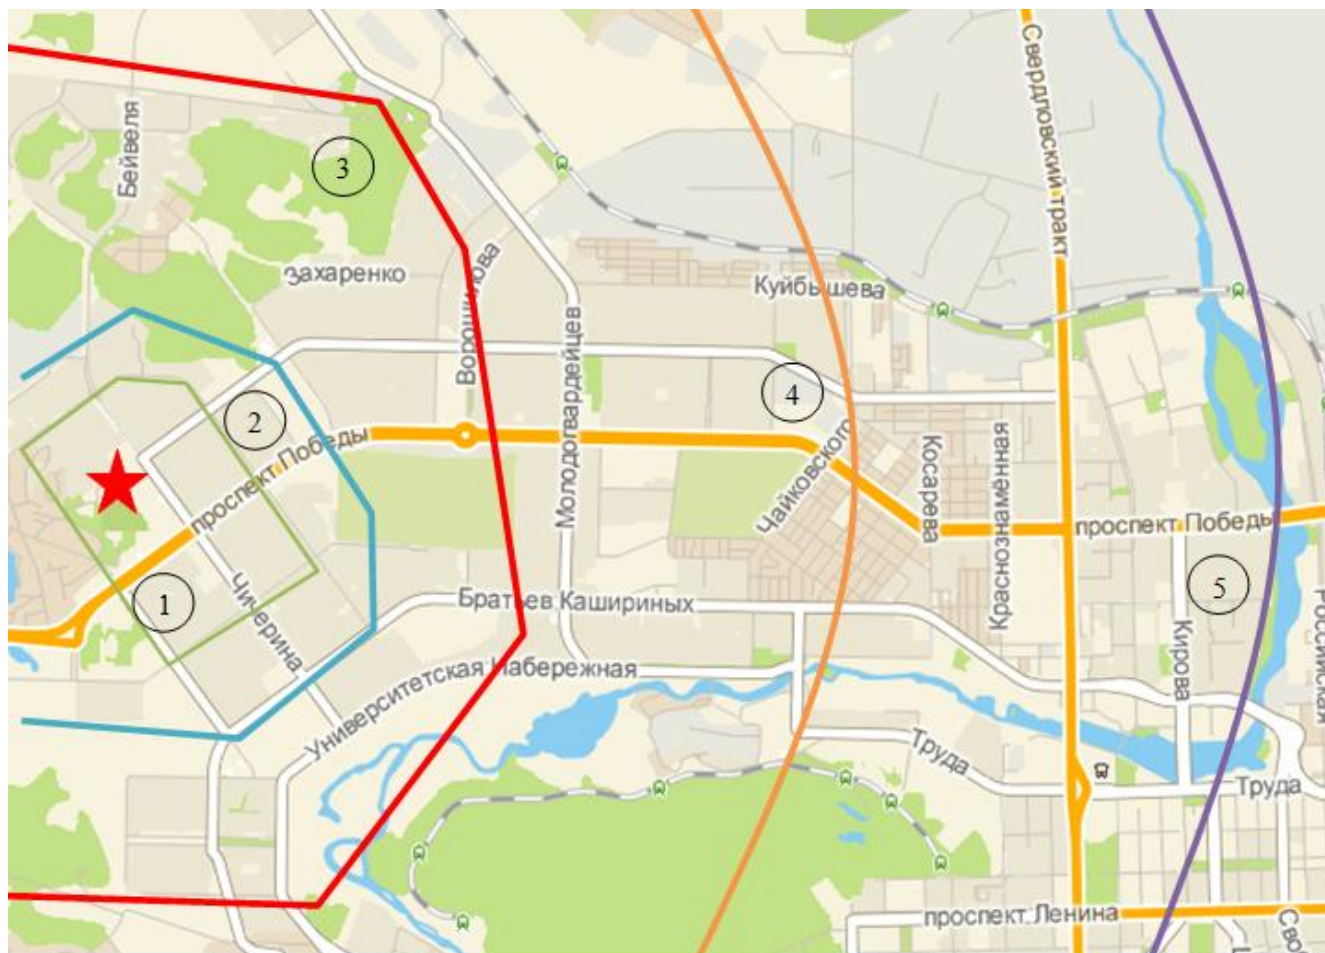 Свердловский тракт
Бейвеля
3
Захаренко
Ворошилова
Куйбышева
Молодогвардейцев
4
2
проспект Победы
Чайковского
Косарева
Краснознамённая
проспект Победы
1
Чичерина
Братьев Кашириных
5
Кирова
Российская
Университетская Набережная
Труда
Труда
проспект Ленина